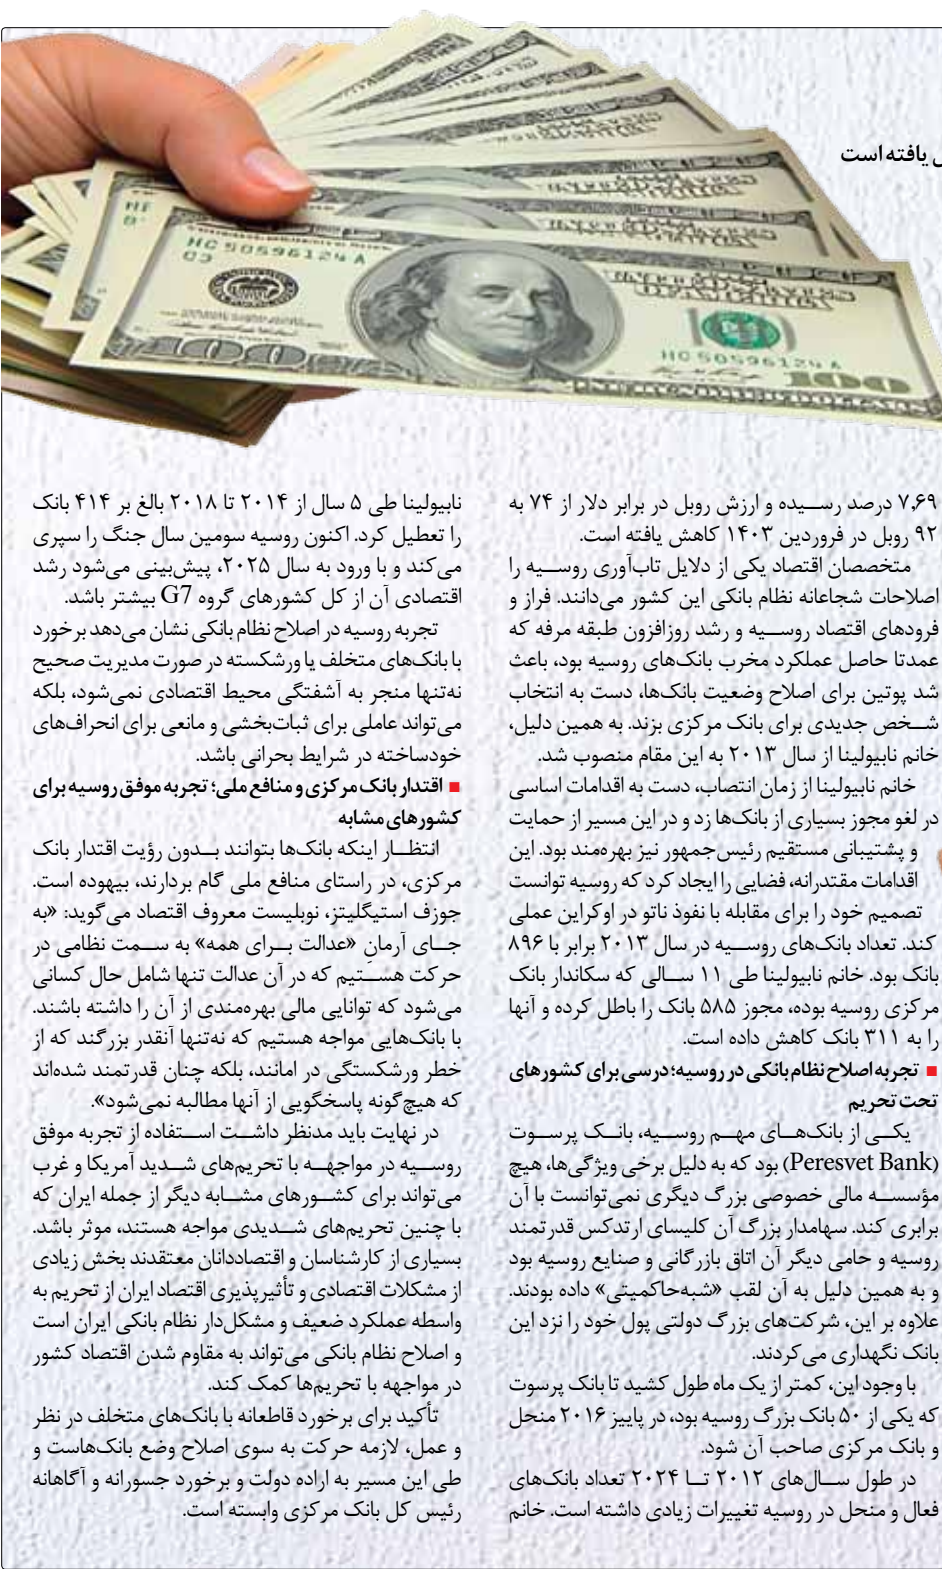 یافته است
HC 50596124 A
100
HC 50596124 A
100
۷٫۶۹ درصد رسیده و ارزش روبل در برابر دلار از ۷۴ به
۹۲ روبل در فروردین ۱۴۰۳ کاهش یافته است.
متخصصان اقتصاد یکی از دلایل تاب‌آوری روسیه را
اصلاحات شجاعانه نظام بانکی این کشور می‌دانند. فراز و
فرودهای اقتصاد روسیه و رشد روزافزون طبقه مرفه که
عمدتا حاصل عملکرد مخرب بانک‌های روسیه بود، باعث
شد پوتین برای اصلاح وضعیت بانک‌ها، دست به انتخاب
شخص جدیدی برای بانک مرکزی بزند. به همین دلیل،
خانم نابیولینا از سال ۲۰۱۳ به این مقام منصوب شد.
خانم نابیولینا از زمان انتصاب، دست به اقدامات اساسی
در لغو مجوز بسیاری از بانک‌ها زد و در این مسیر از حمایت
و پشتیبانی مستقیم رئیس‌جمهور نیز بهره‌مند بود. این
اقدامات مقتدرانه، فضایی را ایجاد کرد که روسیه توانست
تصمیم خود را برای مقابله با نفوذ ناتو در اوکراین عملی
کند. تعداد بانک‌های روسیه در سال ۲۰۱۳ برابر با ۸۹۶
بانک بود. خانم نابیولینا طی ۱۱ سالی که سکاندار بانک
مرکزی روسیه بوده، مجوز ۵۸۵ بانک را باطل کرده و آنها
را به ۳۱۱ بانک کاهش داده است.
■ تجربه اصلاح نظام بانکی در روسیه؛ درسی برای کشورهای
تحت تحریم
یکی از بانک‌های مهم روسیه، بانک پرسوت
(Peresvet Bank) بود که به دلیل برخی ویژگی‌ها، هیچ
مؤسسه مالی خصوصی بزرگ دیگری نمی‌توانست با آن
برابری کند. سهامدار بزرگ آن کلیسای ارتدکس قدرتمند
روسیه و حامی دیگر آن اتاق بازرگانی و صنایع روسیه بود
و به همین دلیل به آن لقب «شبه‌حاکمیتی» داده بودند.
علاوه بر این، شرکت‌های بزرگ دولتی پول خود را نزد این
بانک نگهداری می‌کردند.
با وجود این، کمتر از یک ماه طول کشید تا بانک پرسوت
که یکی از ۵۰ بانک بزرگ روسیه بود، در پاییز ۲۰۱۶ منحل
و بانک مرکزی صاحب آن شود.
در طول سال‌های ۲۰۱۲ تا ۲۰۲۴ تعداد بانک‌های
فعال و منحل در روسیه تغییرات زیادی داشته است. خانم
نابیولینا طی ۵ سال از ۲۰۱۴ تا ۲۰۱۸ بالغ بر ۴۱۴ بانک
را تعطیل کرد. اکنون روسیه سومین سال جنگ را سپری
می‌کند و با ورود به سال ۲۰۲۵، پیش‌بینی می‌شود رشد
اقتصادی آن از کل کشورهای گروه G7 بیشتر باشد.
تجربه روسیه در اصلاح نظام بانکی نشان می‌دهد برخورد
با بانک‌های متخلف یا ورشکسته در صورت مدیریت صحیح
نه‌تنها منجر به آشفتگی محیط اقتصادی نمی‌شود، بلکه
می‌تواند عاملی برای ثبات‌بخشی و مانعی برای انحراف‌های
خودساخته در شرایط بحرانی باشد.
■ اقتدار بانک مرکزی و منافع ملی؛ تجربه موفق روسیه برای
کشورهای مشابه
انتظار اینکه بانک‌ها بتوانند بدون رؤیت اقتدار بانک
مرکزی، در راستای منافع ملی گام بردارند، بیهوده است.
جوزف استیگلیتز، نوبلیست معروف اقتصاد می‌گوید: «به
جای آرمانِ «عدالت برای همه» به سمت نظامی در
حرکت هستیم که در آن عدالت تنها شامل حال کسانی
می‌شود که توانایی مالی بهره‌مندی از آن را داشته باشند.
با بانک‌هایی مواجه هستیم که نه‌تنها آنقدر بزرگند که از
خطر ورشکستگی در امانند، بلکه چنان قدرتمند شده‌اند
که هیچ‌گونه پاسخگویی از آنها مطالبه نمی‌شود».
در نهایت باید مدنظر داشت استفاده از تجربه موفق
روسیه در مواجهه با تحریم‌های شدید آمریکا و غرب
می‌تواند برای کشورهای مشابه دیگر از جمله ایران که
با چنین تحریم‌های شدیدی مواجه هستند، موثر باشد.
بسیاری از کارشناسان و اقتصاددانان معتقدند بخش زیادی
از مشکلات اقتصادی و تأثیرپذیری اقتصاد ایران از تحریم به
واسطه عملکرد ضعیف و مشکل‌دار نظام بانکی ایران است
و اصلاح نظام بانکی می‌تواند به مقاوم شدن اقتصاد کشور
در مواجهه با تحریم‌ها کمک کند.
تأکید برای برخورد قاطعانه با بانک‌های متخلف در نظر
و عمل، لازمه حرکت به سوی اصلاح وضع بانک‌هاست و
طی این مسیر به اراده دولت و برخورد جسورانه و آگاهانه
رئیس کل بانک مرکزی وابسته است.